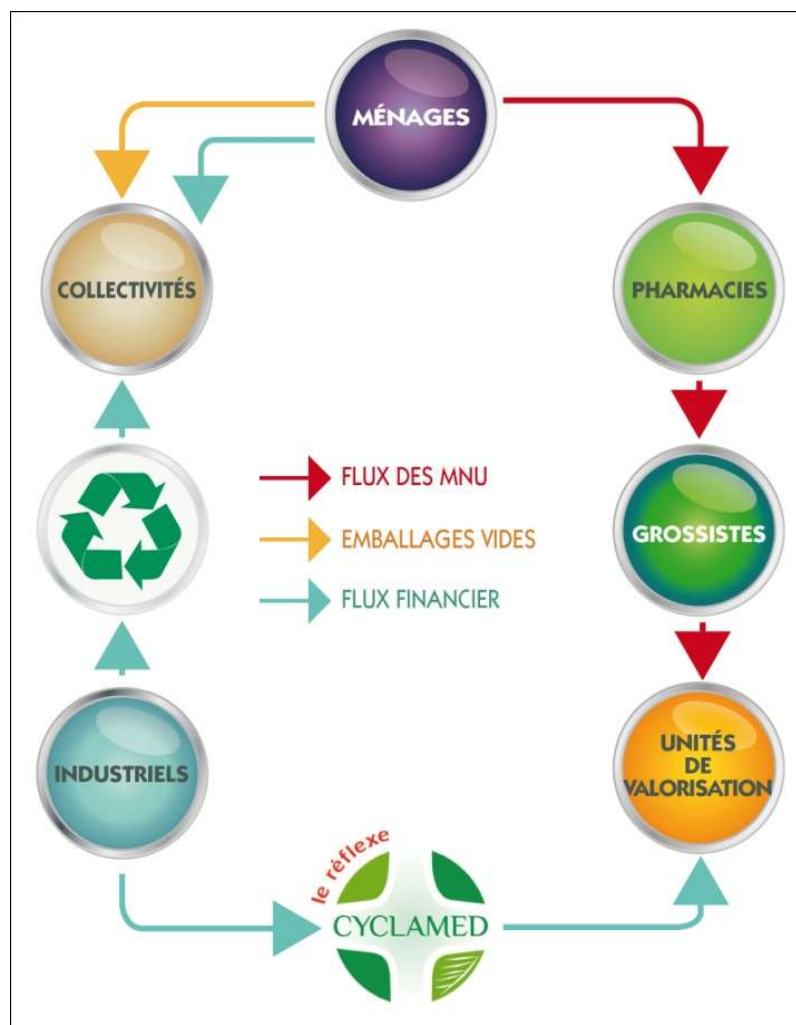 MÉNAGES
COLLECTIVITÉS
PHARMACIES
FLUX DES MNU
EMBALLAGES VIDES
FLUX FINANCIER
GROSSISTES
INDUSTRIELS
UNITÉS
DE
VALORISATION
le réflexe
CYCLAMED